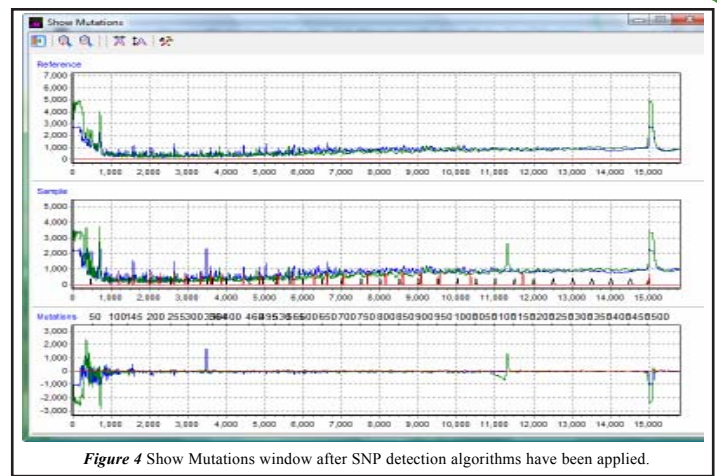 Show Mutations
Reference
7,000
6,000
5,000
4,000
3,000
2,000
1,000
0
0 1,000 2,000 3,000 4,000 5,000 6,000 7,000 8,000 9,000 10,000 11,000 12,000 13,000 14,000 15,000
Sample
5,000
4,000
3,000
2,000
1,000
0
0 1,000 2,000 3,000 4,000 5,000 6,000 7,000 8,000 9,000 10,000 11,000 12,000 13,000 14,000 15,000
Mutations 50 100 145 200 255 300
3,000
2,000
1,000
0
-1,000
-2,000
-3,000
0 1,000 2,000 3,000 4,000 5,000 6,000 7,000 8,000 9,000 10,000 11,000 12,000 13,000 14,000 15,000
Figure 4 Show Mutations window after SNP detection algorithms have been applied.